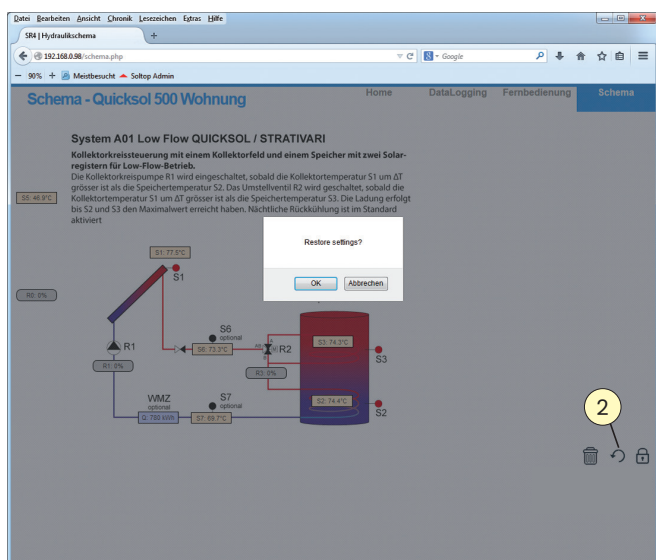 Datei Bearbeiten Ansicht Chronik Lesezeichen Extras Hilfe
SR4 | Hydraulikschema
192.168.0.98/schema.php
Google
90%
Meistbesucht
Soltop Admin
Schema - Quicksol 500 Wohnung
Home
DataLogging
Fernbedienung
Schema
System A01 Low Flow QUICKSOL / STRATIVARI
Kollektorkreissteuerung mit einem Kollektorfeld und einem Speicher mit zwei Solar-
registern für Low-Flow-Betrieb.
Die Kollektorkreispumpe R1 wird eingeschaltet, sobald die Kollektortemperatur S1 um ΔT
grösser ist als die Speichertemperatur S2. Das Umstellventil R2 wird geschaltet, sobald die
Kollektortemperatur S1 um ΔT grösser ist als die Speichertemperatur S3. Die Ladung erfolgt
bis S2 und S3 den Maximalwert erreicht haben. Nächtliche Rückkühlung ist im Standard
aktiviert
S5: 48.9°C
Restore settings?
OK
Abbrechen
S1: 77.5°C
S1
R0: 0%
S6
optional
R1
S6: 73.3°C
AB
A
B
R2
S3: 74.3°C
S3
R1: 0%
R3: 0%
WMZ
optional
S7
optional
S2: 74.4°C
S2
Q: 788 kWh
S7: 69.7°C
2